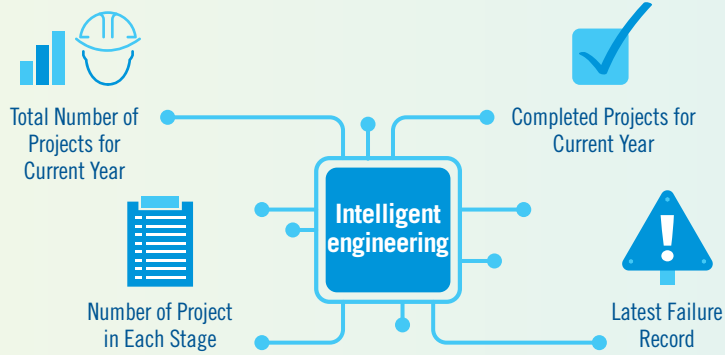 Total Number of
Projects for
Current Year
Completed Projects for
Current Year
Intelligent
engineering
Number of Project
in Each Stage
Latest Failure
Record